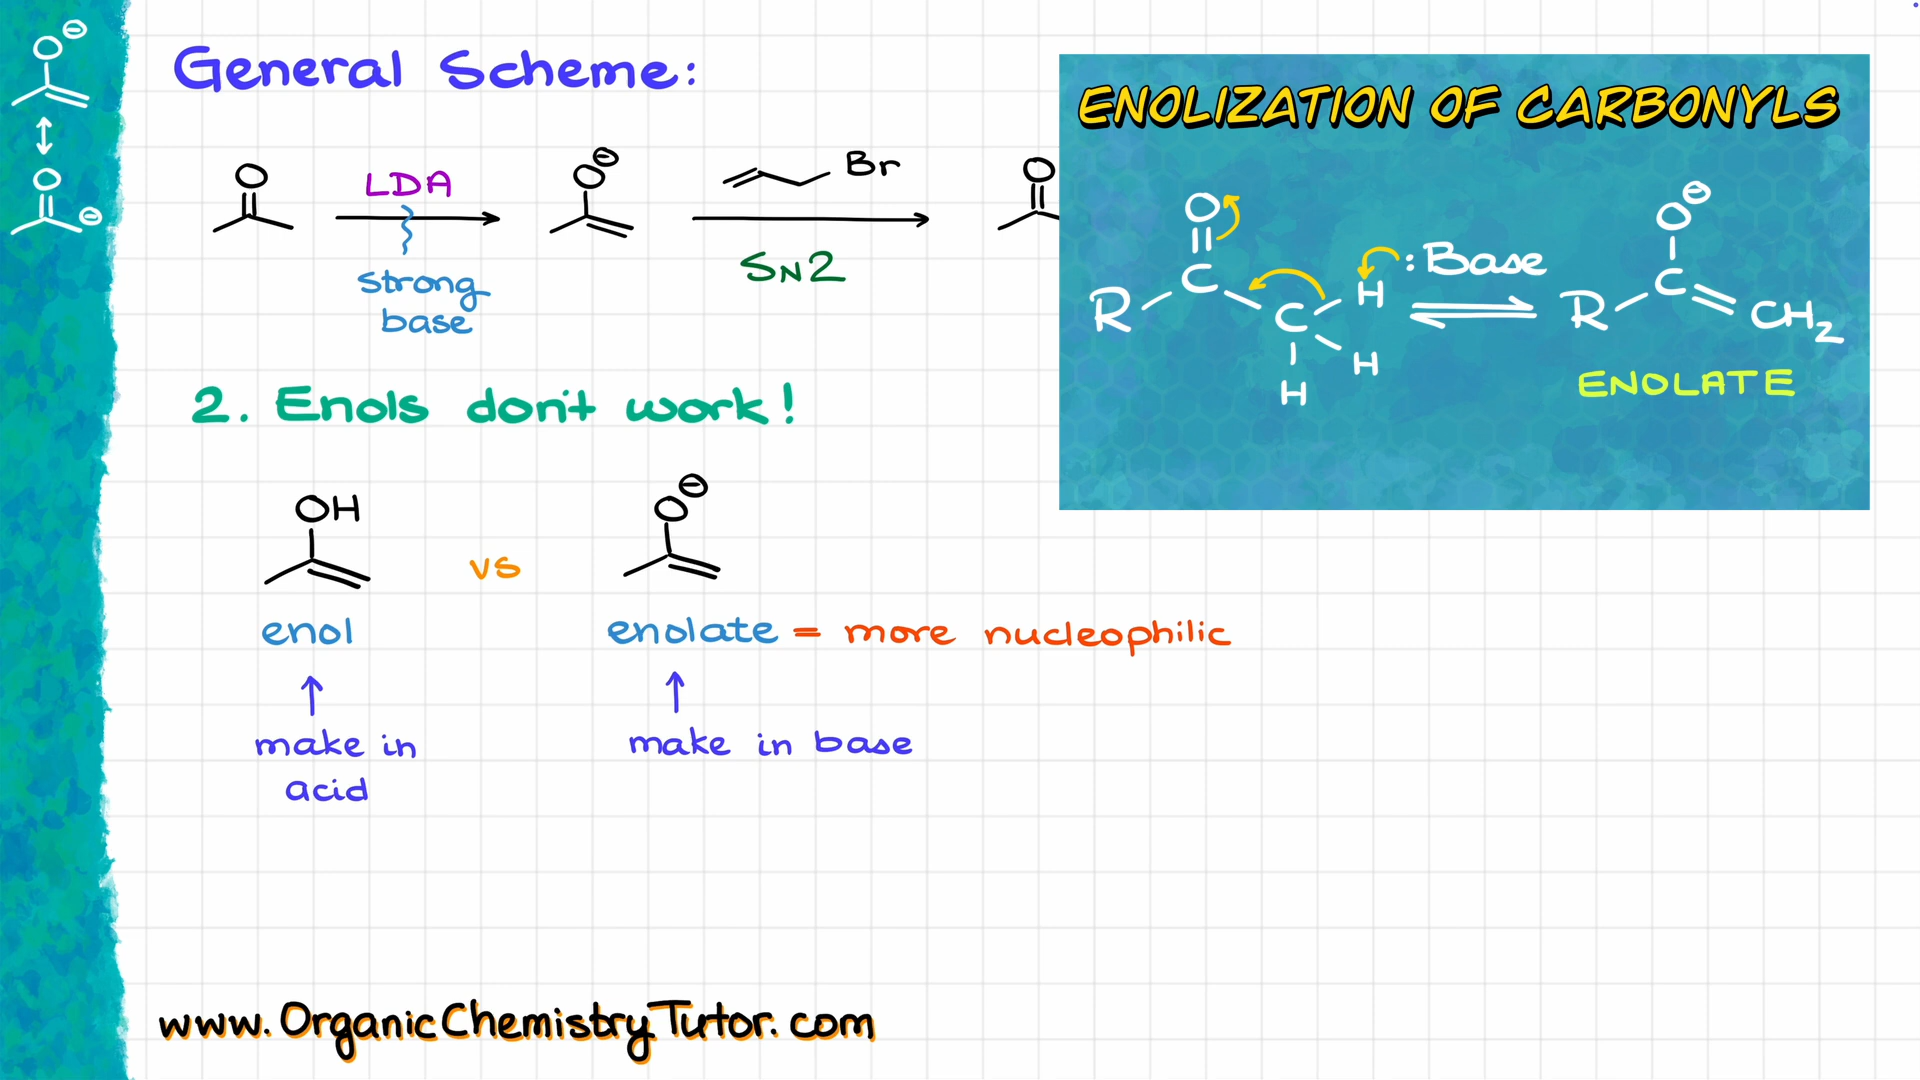 General Scheme:
O
LDA
strong
base
O⊖
Br
SN2
O
2. Enols don't work!
OH
vs
O⊖
enol
enolate = more nucleophilic
make in
acid
make in base
ENOLIZATION OF CARBONYLS
O
C
R
C
H
H
H
:Base
O⊖
C
R
CH2
ENOLATE
O⊖
O
⊖
www.OrganicChemistryTutor.com